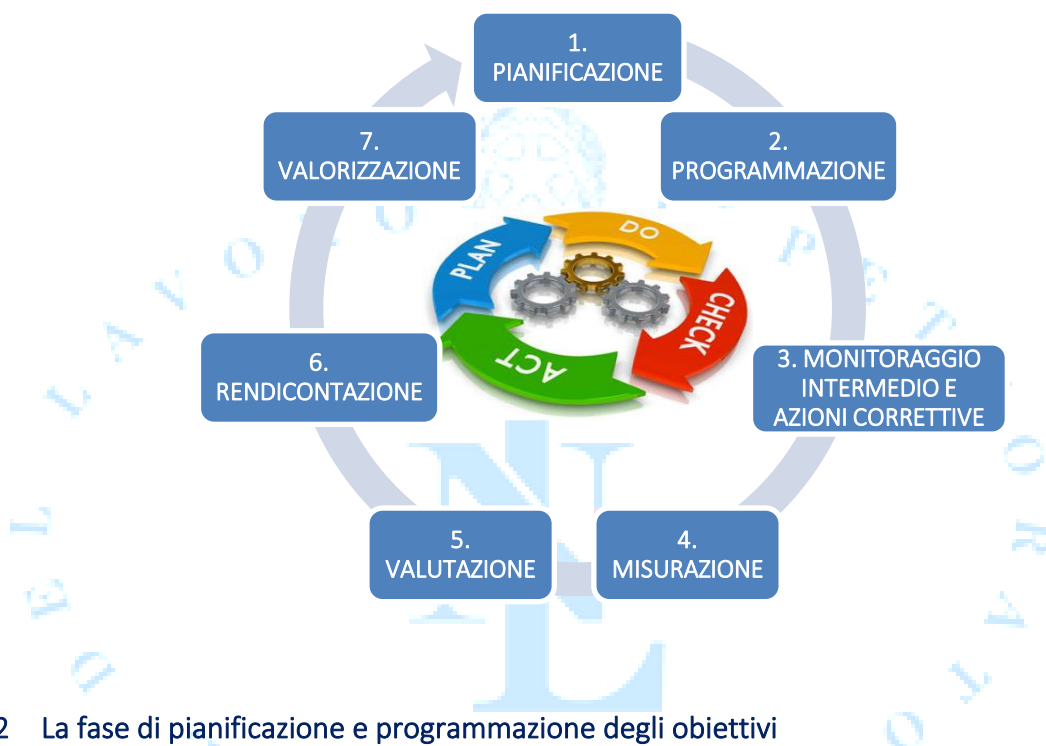 1.
PIANIFICAZIONE
7.
VALORIZZAZIONE
2.
PROGRAMMAZIONE
PLAN
DO
CHECK
ACT
6.
RENDICONTAZIONE
3. MONITORAGGIO
INTERMEDIO E
AZIONI CORRETTIVE
5.
VALUTAZIONE
4.
MISURAZIONE
2 La fase di pianificazione e programmazione degli obiettivi